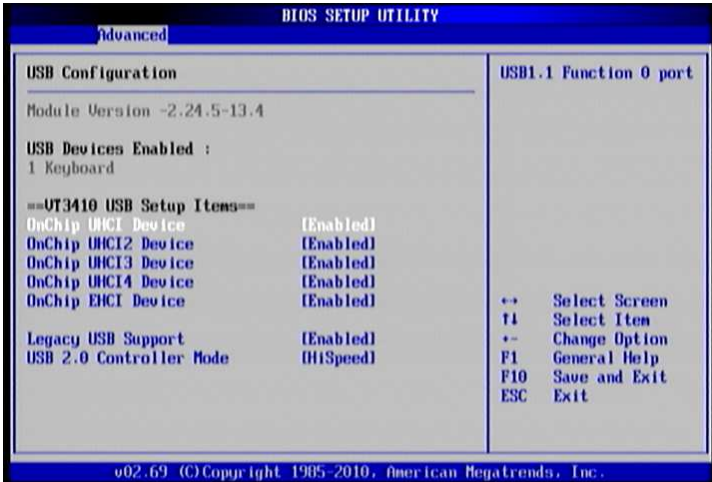 BIOS SETUP UTILITY
Advanced
USB Configuration
Module Version -2.24.5-13.4
USB Devices Enabled :
1 Keyboard
==VT3410 USB Setup Items==
OnChip UHCI Device [Enabled]
OnChip UHCI2 Device [Enabled]
OnChip UHCI3 Device [Enabled]
OnChip UHCI4 Device [Enabled]
OnChip EHCI Device [Enabled]
Legacy USB Support [Enabled]
USB 2.0 Controller Mode [HiSpeed]
USB1.1 Function 0 port
↔ Select Screen
↑↓ Select Item
+- Change Option
F1 General Help
F10 Save and Exit
ESC Exit
v02.69 (C)Copyright 1985-2010, American Megatrends, Inc.